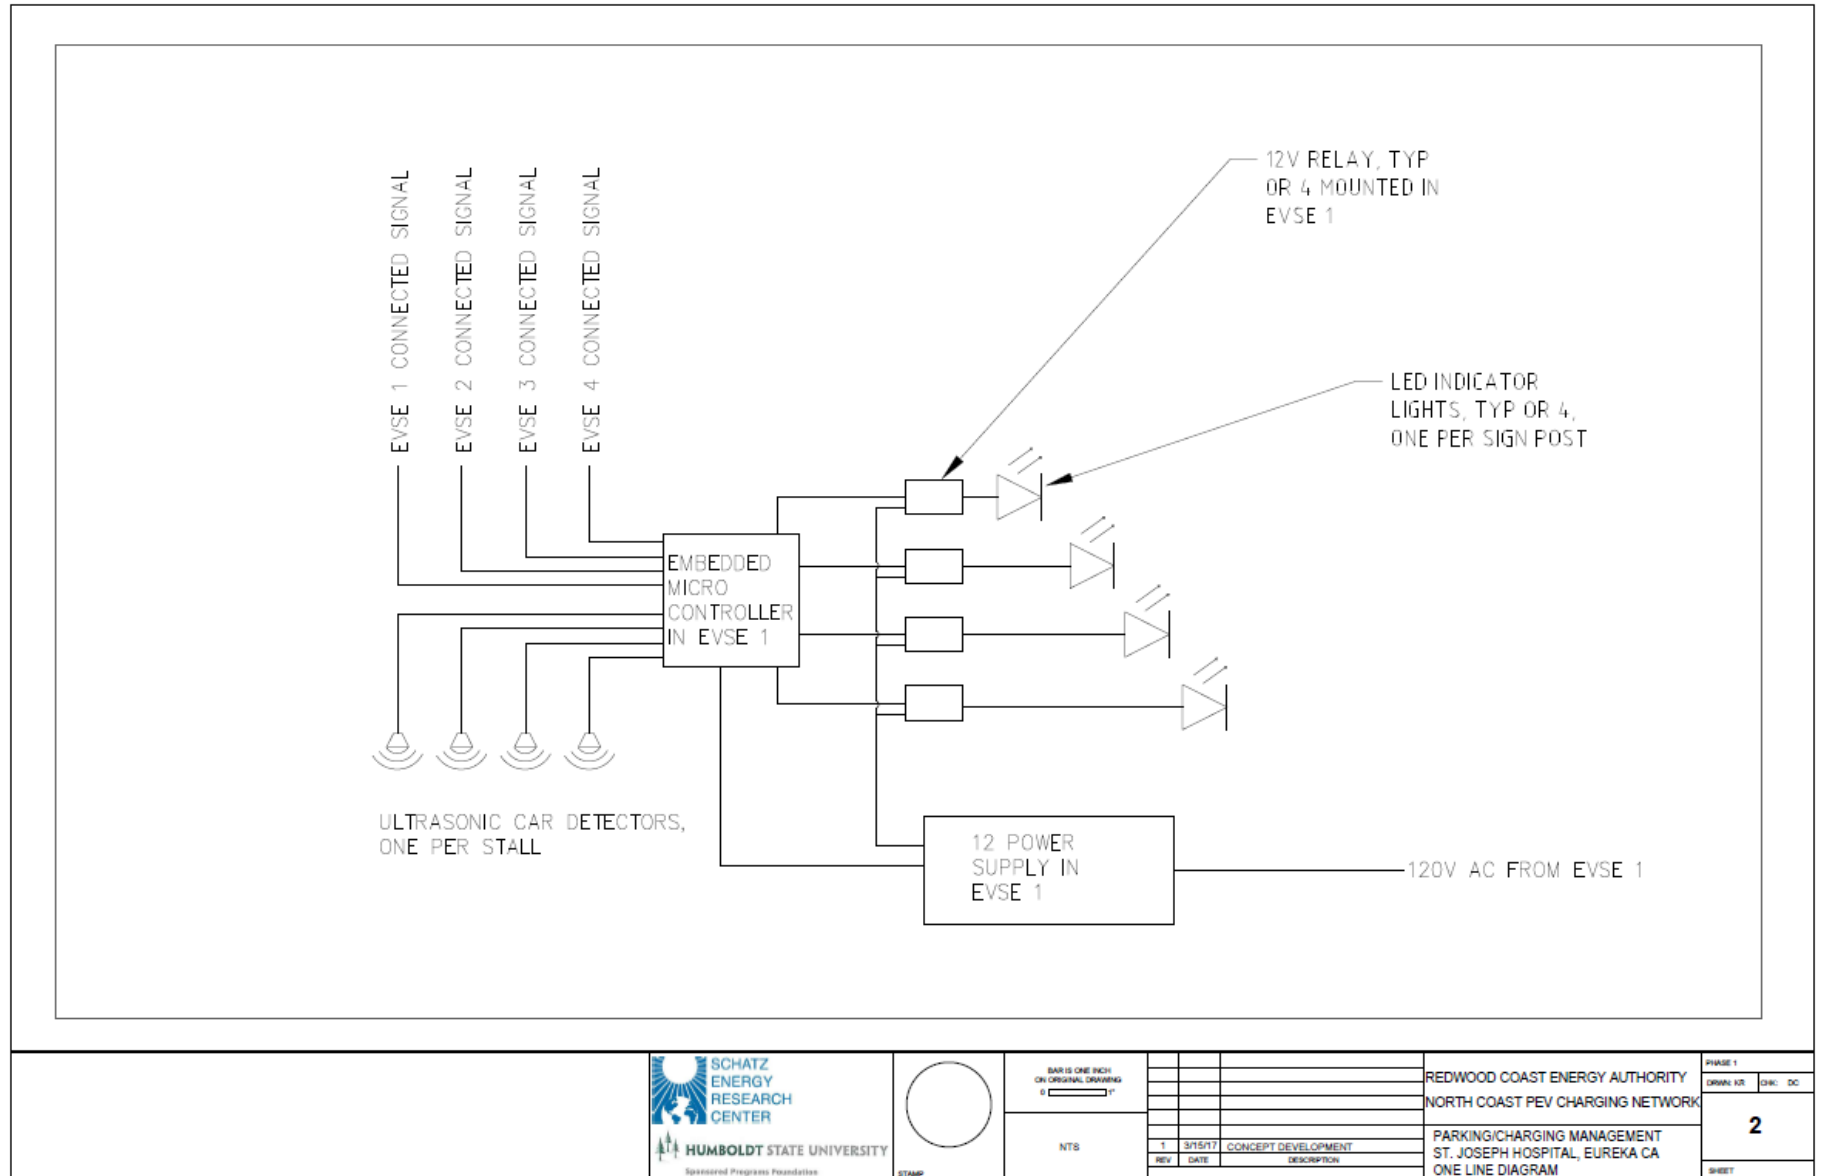 EVSE 1 CONNECTED SIGNAL
EVSE 2 CONNECTED SIGNAL
EVSE 3 CONNECTED SIGNAL
EVSE 4 CONNECTED SIGNAL
12V RELAY, TYP
OR 4 MOUNTED IN
EVSE 1
LED INDICATOR
LIGHTS, TYP OR 4,
ONE PER SIGN POST
EMBEDDED
MICRO
CONTROLLER
IN EVSE 1
ULTRASONIC CAR DETECTORS,
ONE PER STALL
12 POWER
SUPPLY IN
EVSE 1
120V AC FROM EVSE 1
SCHATZ
ENERGY
RESEARCH
CENTER
HUMBOLDT STATE UNIVERSITY
Sponsored Programs Foundation
STAMP
BAR IS ONE INCH
ON ORIGINAL DRAWING
0 1"
NTS
1 3/15/17 CONCEPT DEVELOPMENT
REV DATE DESCRIPTION
REDWOOD COAST ENERGY AUTHORITY
NORTH COAST PEV CHARGING NETWORK
PARKING/CHARGING MANAGEMENT
ST. JOSEPH HOSPITAL, EUREKA CA
ONE LINE DIAGRAM
PHASE 1
DRWN: KR CHK: DC
2
SHEET